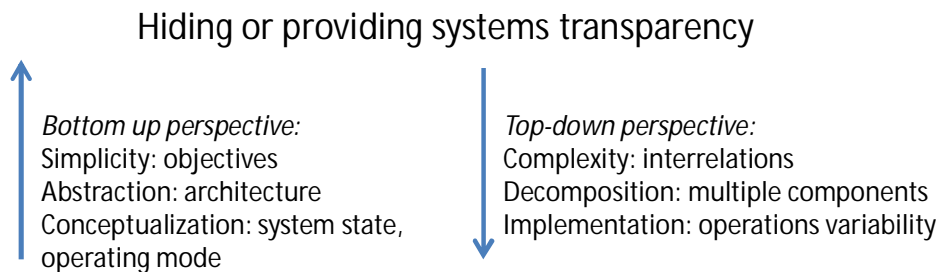 Hiding or providing systems transparency
Bottom up perspective:
Simplicity: objectives
Abstraction: architecture
Conceptualization: system state,
operating mode
Top-down perspective:
Complexity: interrelations
Decomposition: multiple components
Implementation: operations variability